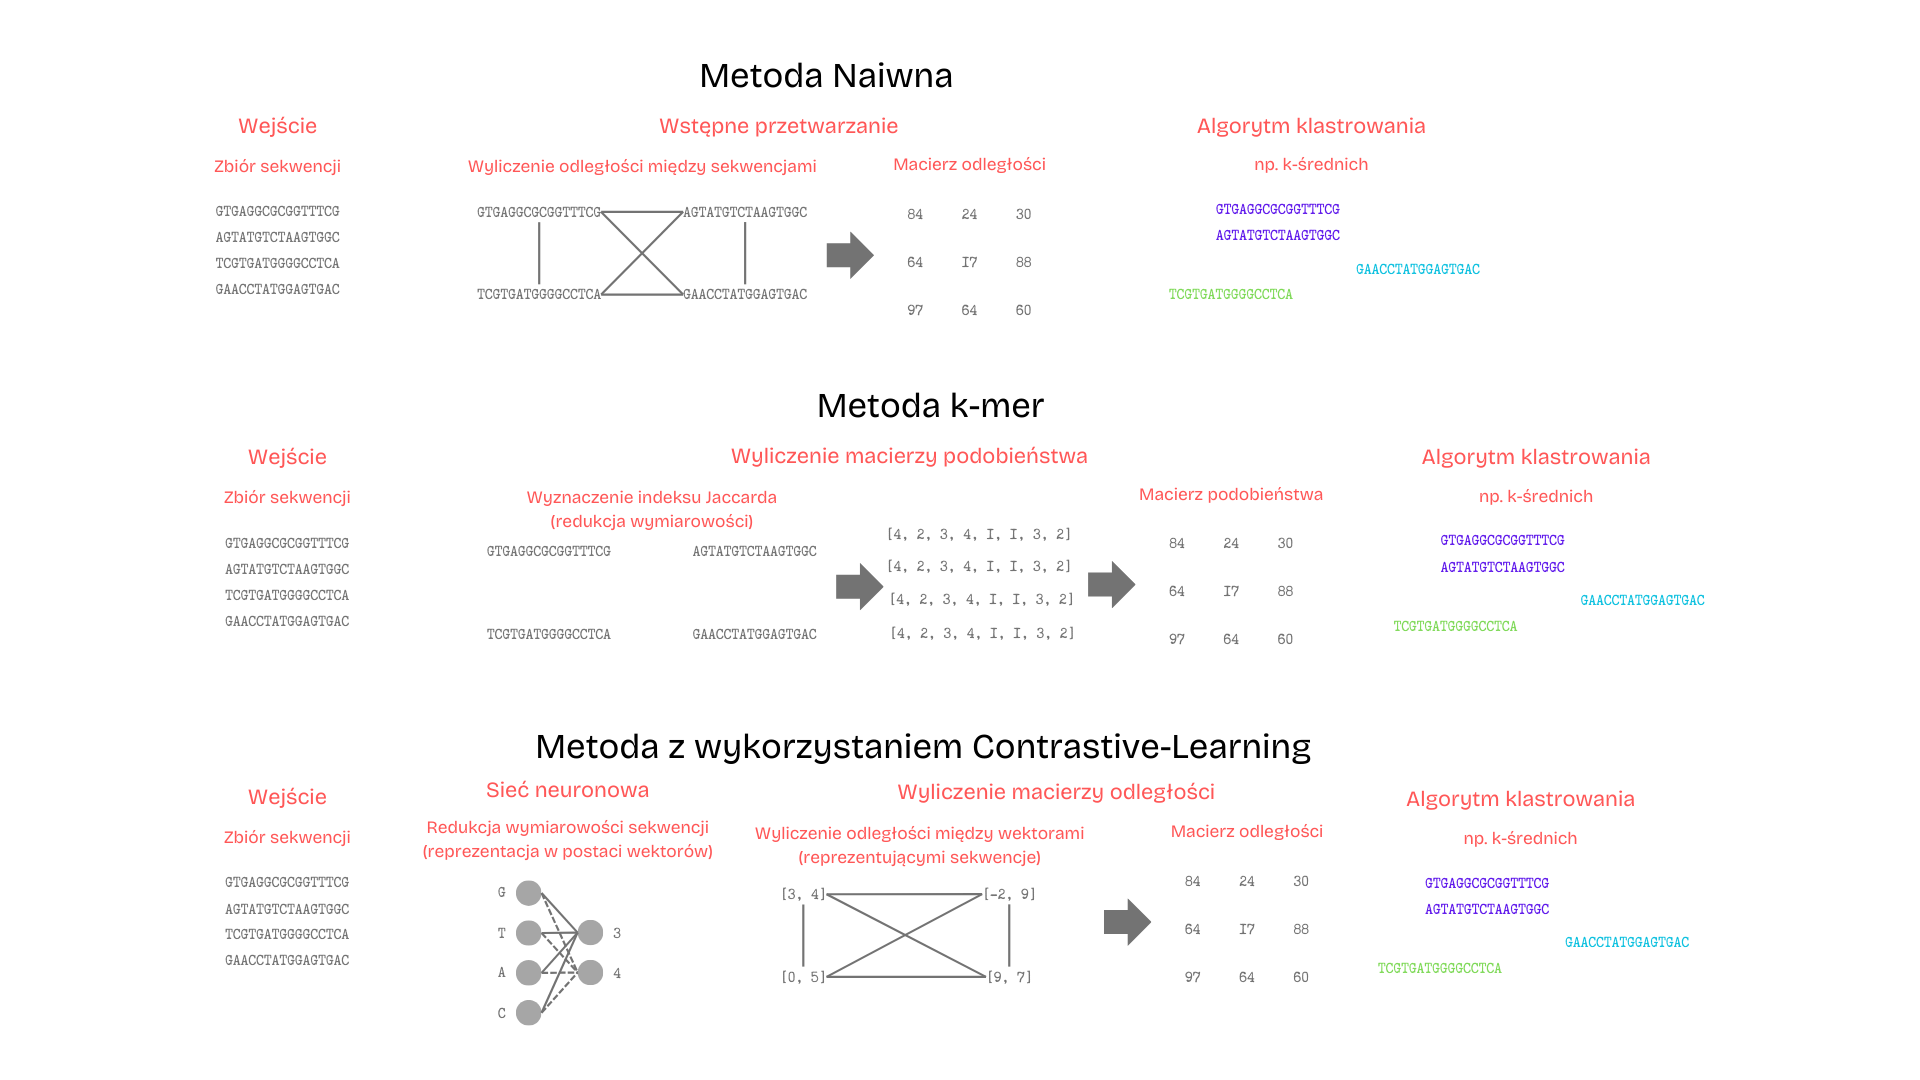 Metoda Naiwna
Wejście
Wstępne przetwarzanie
Algorytm klastrowania
Zbiór sekwencji
Wyliczenie odległości między sekwencjami
Macierz odległości
np. k-średnich
GTGAGGCGCGGTTTCG
AGTATGTCTAAGTGGC
TCGTGATGGGGCCTCA
GAACCTATGGAGTGAC
GTGAGGCGCGGTTTCG AGTATGTCTAAGTGGC
TCGTGATGGGGCCTCA GAACCTATGGAGTGAC
84 24 30
64 I7 88
97 64 60
GTGAGGCGCGGTTTCG
AGTATGTCTAAGTGGC
GAACCTATGGAGTGAC
TCGTGATGGGGCCTCA
Metoda k-mer
Wejście
Wyliczenie macierzy podobieństwa
Algorytm klastrowania
Zbiór sekwencji
Wyznaczenie indeksu Jaccarda
(redukcja wymiarowości)
Macierz podobieństwa
np. k-średnich
GTGAGGCGCGGTTTCG
AGTATGTCTAAGTGGC
TCGTGATGGGGCCTCA
GAACCTATGGAGTGAC
GTGAGGCGCGGTTTCG AGTATGTCTAAGTGGC
TCGTGATGGGGCCTCA GAACCTATGGAGTGAC
[4, 2, 3, 4, I, I, 3, 2]
[4, 2, 3, 4, I, I, 3, 2]
[4, 2, 3, 4, I, I, 3, 2]
[4, 2, 3, 4, I, I, 3, 2]
84 24 30
64 I7 88
97 64 60
GTGAGGCGCGGTTTCG
AGTATGTCTAAGTGGC
GAACCTATGGAGTGAC
TCGTGATGGGGCCTCA
Metoda z wykorzystaniem Contrastive-Learning
Wejście
Sieć neuronowa
Wyliczenie macierzy odległości
Algorytm klastrowania
Zbiór sekwencji
Redukcja wymiarowości sekwencji
(reprezentacja w postaci wektorów)
Wyliczenie odległości między wektorami
(reprezentującymi sekwencje)
Macierz odległości
np. k-średnich
GTGAGGCGCGGTTTCG
AGTATGTCTAAGTGGC
TCGTGATGGGGCCTCA
GAACCTATGGAGTGAC
G
T 3
A 4
C
[3, 4] [-2, 9]
[0, 5] [9, 7]
84 24 30
64 I7 88
97 64 60
GTGAGGCGCGGTTTCG
AGTATGTCTAAGTGGC
GAACCTATGGAGTGAC
TCGTGATGGGGCCTCA